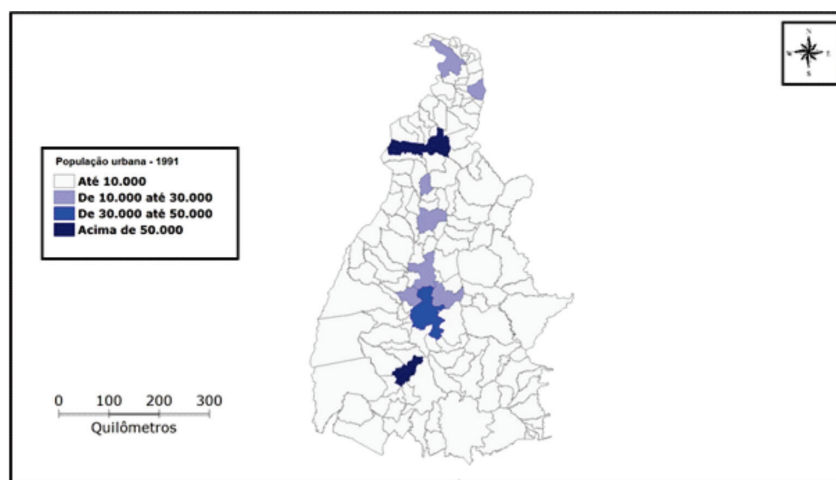 N
W E
S
População urbana - 1991
Até 10.000
De 10.000 até 30.000
De 30.000 até 50.000
Acima de 50.000
0 100 200 300
Quilômetros